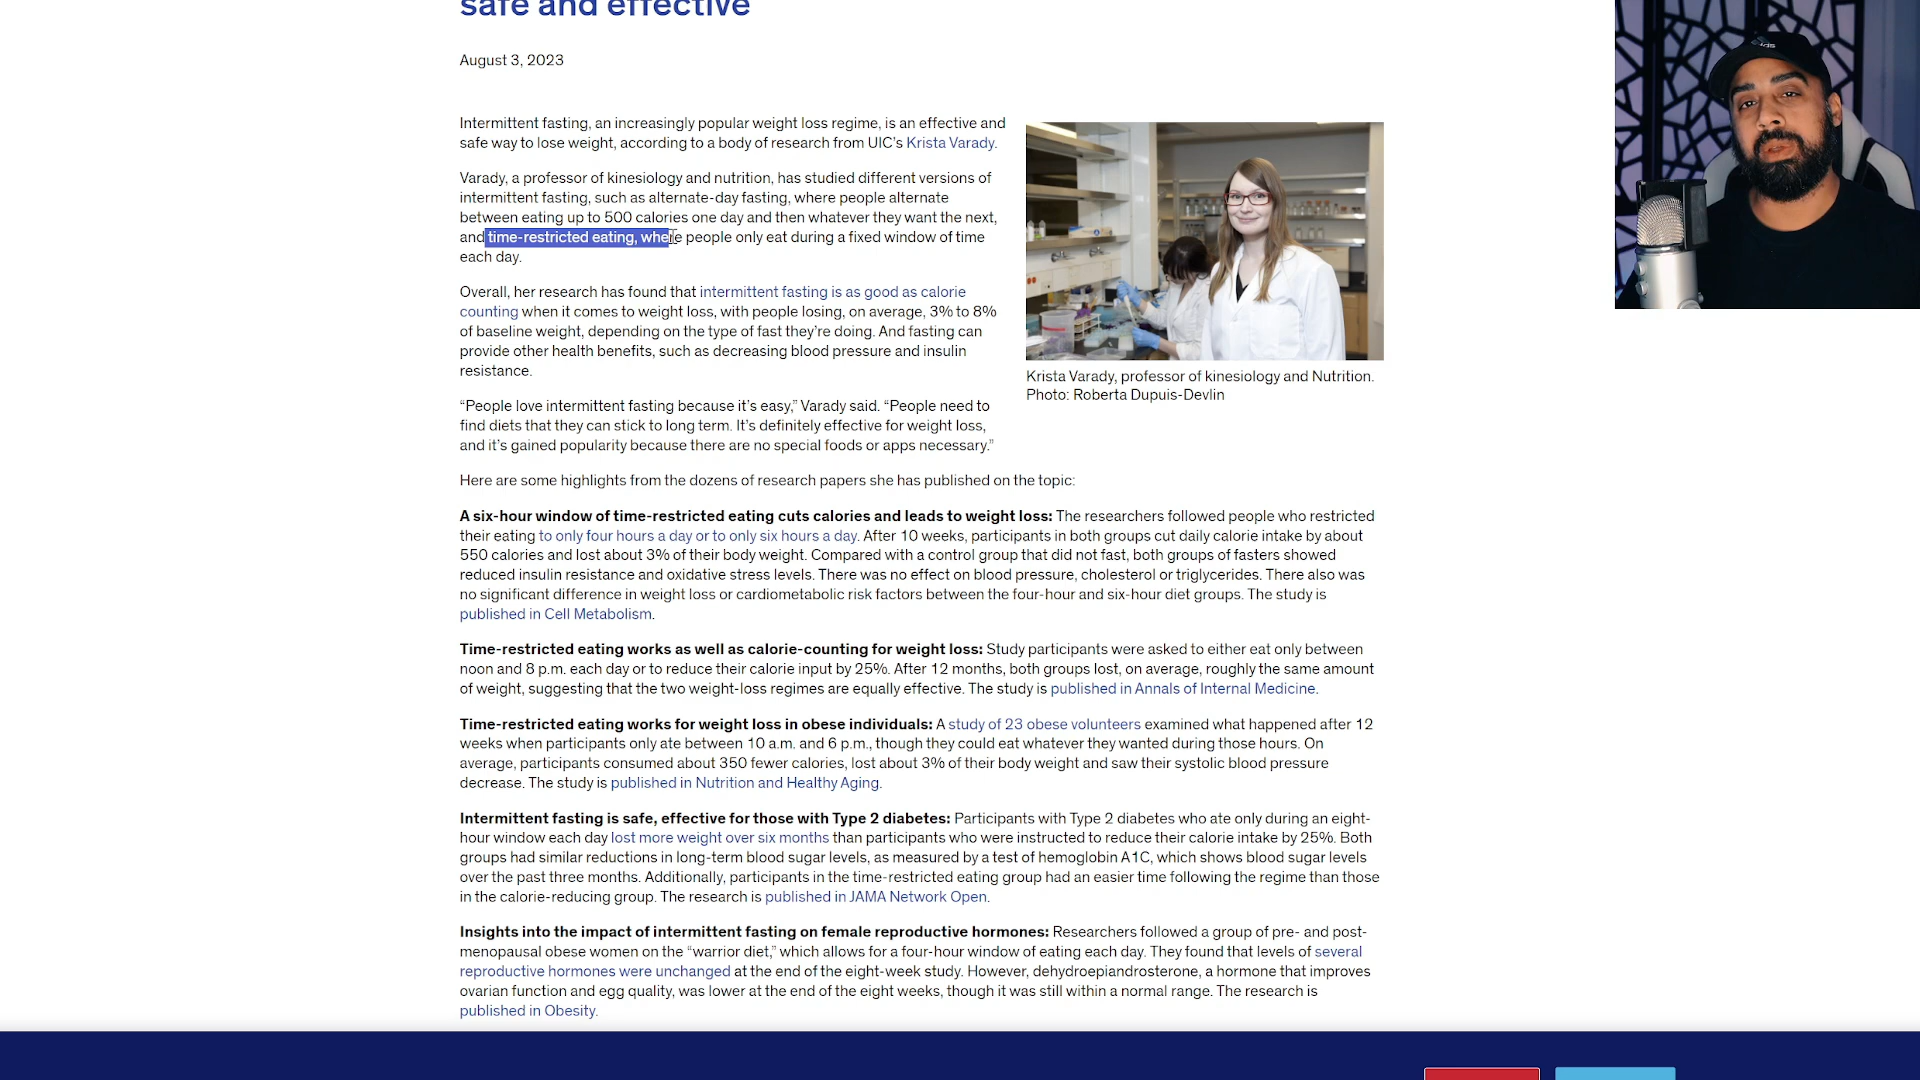 safe and effective
August 3, 2023
Intermittent fasting, an increasingly popular weight loss regime, is an effective and
safe way to lose weight, according to a body of research from UIC's Krista Varady.
Varady, a professor of kinesiology and nutrition, has studied different versions of
intermittent fasting, such as alternate-day fasting, where people alternate
between eating up to 500 calories one day and then whatever they want the next,
and time-restricted eating, where people only eat during a fixed window of time
each day.
Overall, her research has found that intermittent fasting is as good as calorie
counting when it comes to weight loss, with people losing, on average, 3% to 8%
of baseline weight, depending on the type of fast they're doing. And fasting can
provide other health benefits, such as decreasing blood pressure and insulin
resistance.
“People love intermittent fasting because it's easy,” Varady said. “People need to
find diets that they can stick to long term. It's definitely effective for weight loss,
and it's gained popularity because there are no special foods or apps necessary.”
Krista Varady, professor of kinesiology and Nutrition.
Photo: Roberta Dupuis-Devlin
Here are some highlights from the dozens of research papers she has published on the topic:
A six-hour window of time-restricted eating cuts calories and leads to weight loss: The researchers followed people who restricted
their eating to only four hours a day or to only six hours a day. After 10 weeks, participants in both groups cut daily calorie intake by about
550 calories and lost about 3% of their body weight. Compared with a control group that did not fast, both groups of fasters showed
reduced insulin resistance and oxidative stress levels. There was no effect on blood pressure, cholesterol or triglycerides. There also was
no significant difference in weight loss or cardiometabolic risk factors between the four-hour and six-hour diet groups. The study is
published in Cell Metabolism.
Time-restricted eating works as well as calorie-counting for weight loss: Study participants were asked to either eat only between
noon and 8 p.m. each day or to reduce their calorie input by 25%. After 12 months, both groups lost, on average, roughly the same amount
of weight, suggesting that the two weight-loss regimes are equally effective. The study is published in Annals of Internal Medicine.
Time-restricted eating works for weight loss in obese individuals: A study of 23 obese volunteers examined what happened after 12
weeks when participants only ate between 10 a.m. and 6 p.m., though they could eat whatever they wanted during those hours. On
average, participants consumed about 350 fewer calories, lost about 3% of their body weight and saw their systolic blood pressure
decrease. The study is published in Nutrition and Healthy Aging.
Intermittent fasting is safe, effective for those with Type 2 diabetes: Participants with Type 2 diabetes who ate only during an eight-
hour window each day lost more weight over six months than participants who were instructed to reduce their calorie intake by 25%. Both
groups had similar reductions in long-term blood sugar levels, as measured by a test of hemoglobin A1C, which shows blood sugar levels
over the past three months. Additionally, participants in the time-restricted eating group had an easier time following the regime than those
in the calorie-reducing group. The research is published in JAMA Network Open.
Insights into the impact of intermittent fasting on female reproductive hormones: Researchers followed a group of pre- and post-
menopausal obese women on the “warrior diet,” which allows for a four-hour window of eating each day. They found that levels of several
reproductive hormones were unchanged at the end of the eight-week study. However, dehydroepiandrosterone, a hormone that improves
ovarian function and egg quality, was lower at the end of the eight weeks, though it was still within a normal range. The research is
published in Obesity.